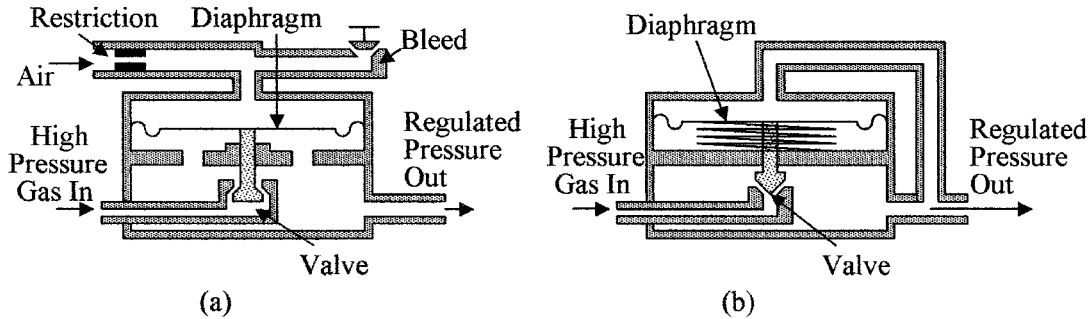 Restriction
Diaphragm
Bleed
Air
High
Pressure
Gas In
Regulated
Pressure
Out
Valve
(a)
Diaphragm
High
Pressure
Gas In
Regulated
Pressure
Out
Valve
(b)